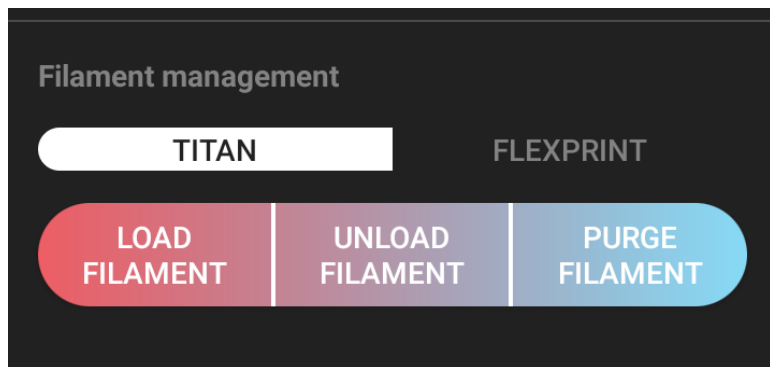 Filament management
TITAN FLEXPRINT
LOAD FILAMENT
UNLOAD FILAMENT
PURGE FILAMENT